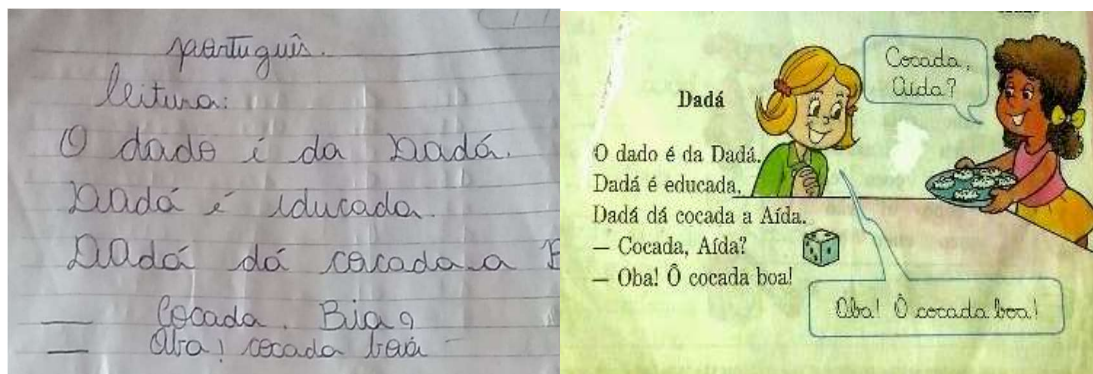 português.
leitura:
O dado é da Dadá.
Dadá é educada.
Dadá dá cocada a B
— Cocada. Bia?
— Oba! cocada boa
Dadá
O dado é da Dadá.
Dadá é educada.
Dadá dá cocada a Aída.
— Cocada, Aída?
— Oba! Ô cocada boa!
Cocada,
Aída?
Oba! Ô cocada boa!